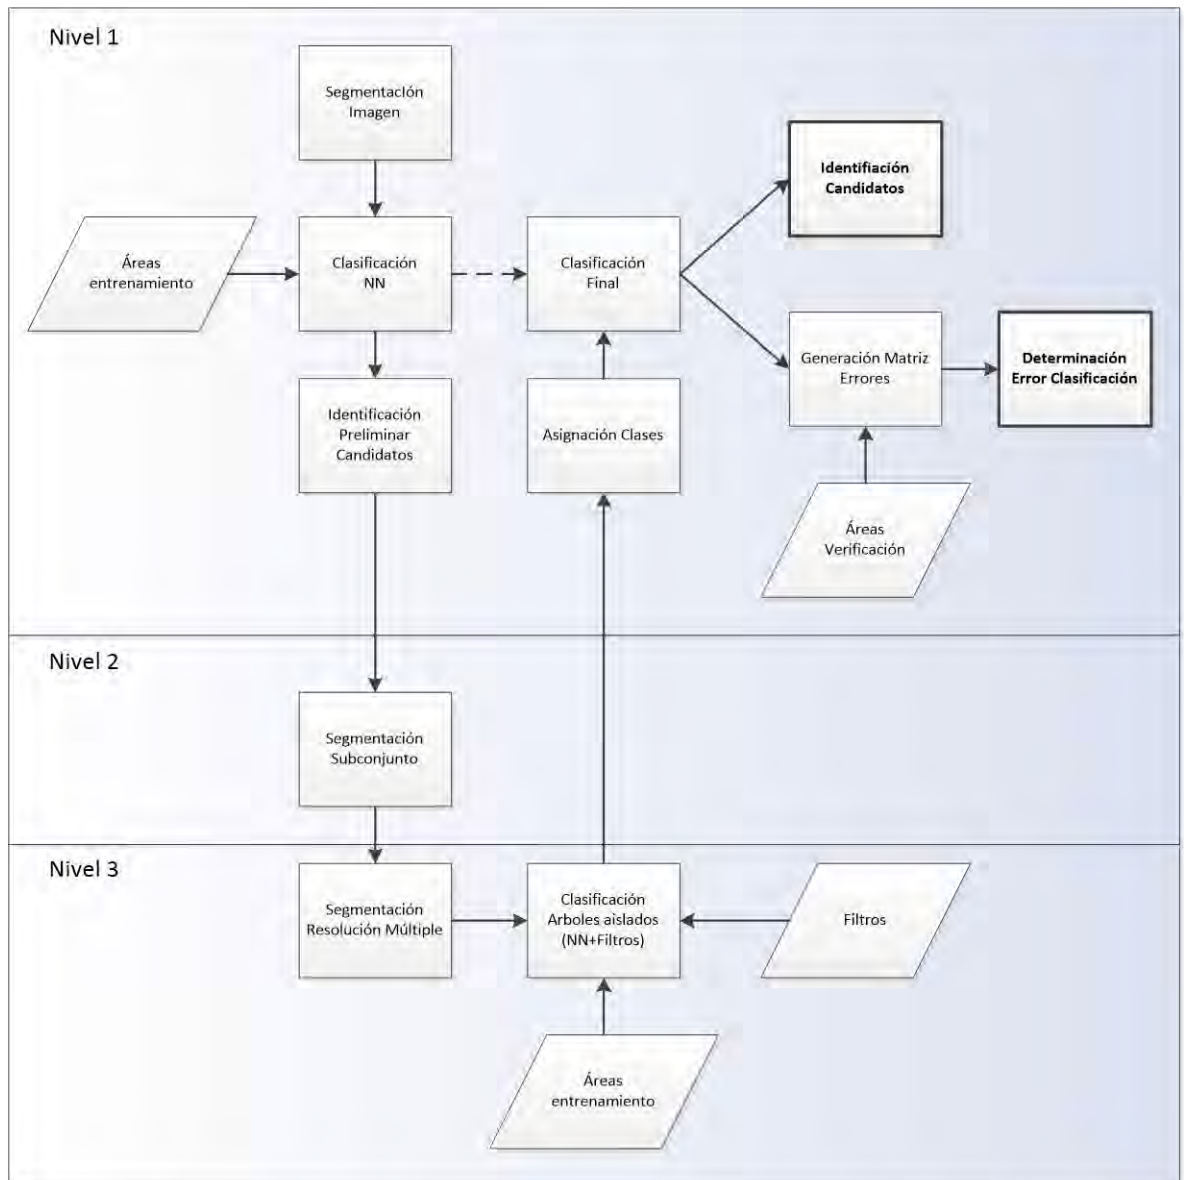 Nivel 1
Segmentación
Imagen
Identifiación
Candidatos
Áreas
entrenamiento
Clasificación
NN
Clasificación
Final
Generación Matriz
Errores
Determinación
Error Clasificación
Identificación
Preliminar
Candidatos
Asignación Clases
Áreas
Verificación
Nivel 2
Segmentación
Subconjunto
Nivel 3
Segmentación
Resolución Múltiple
Clasificación
Arboles aislados
(NN+Filtros)
Filtros
Áreas
entrenamiento